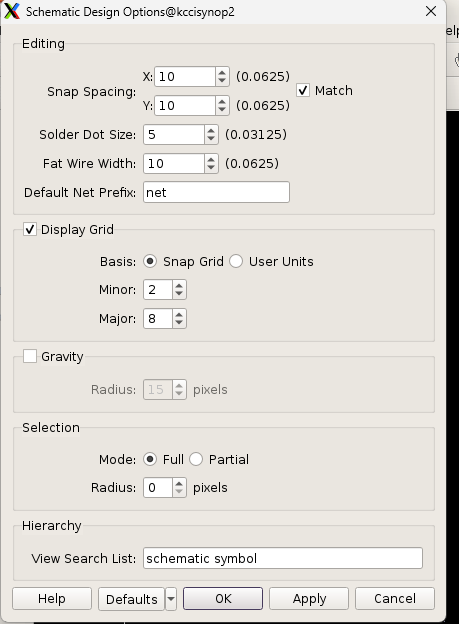 Schematic Design Options@kccisynop2
Editing
Snap Spacing:
X: 10 (0.0625)
Y: 10 (0.0625)
Match
Solder Dot Size: 5 (0.03125)
Fat Wire Width: 10 (0.0625)
Default Net Prefix: net
Display Grid
Basis: Snap Grid User Units
Minor: 2
Major: 8
Gravity
Radius: 15 pixels
Selection
Mode: Full Partial
Radius: 0 pixels
Hierarchy
View Search List: schematic symbol
Help Defaults OK Apply Cancel